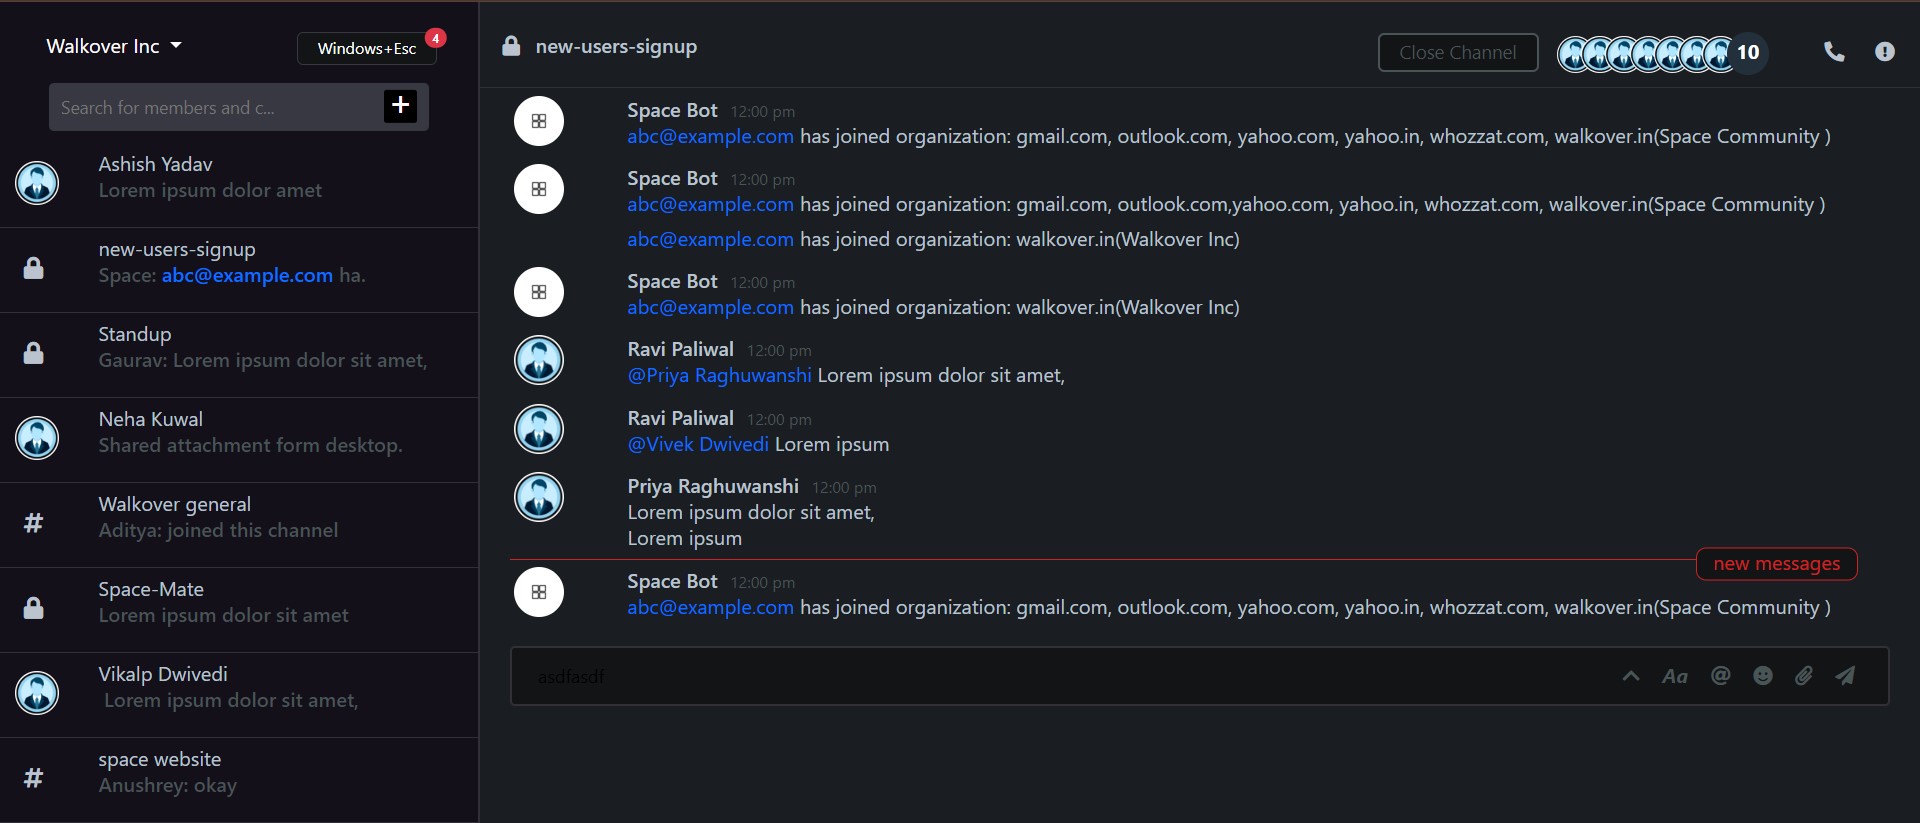 Walkover Inc
Windows+Esc
4
Search for members and c...
+
Ashish Yadav
Lorem ipsum dolor amet
new-users-signup
Space: abc@example.com ha.
Standup
Gaurav: Lorem ipsum dolor sit amet,
Neha Kuwal
Shared attachment form desktop.
#
Walkover general
Aditya: joined this channel
Space-Mate
Lorem ipsum dolor sit amet
Vikalp Dwivedi
Lorem ipsum dolor sit amet,
#
space website
Anushrey: okay
new-users-signup
Close Channel
10
Space Bot 12:00 pm
abc@example.com has joined organization: gmail.com, outlook.com, yahoo.com, yahoo.in, whozzat.com, walkover.in(Space Community )
Space Bot 12:00 pm
abc@example.com has joined organization: gmail.com, outlook.com,yahoo.com, yahoo.in, whozzat.com, walkover.in(Space Community )
abc@example.com has joined organization: walkover.in(Walkover Inc)
Space Bot 12:00 pm
abc@example.com has joined organization: walkover.in(Walkover Inc)
Ravi Paliwal 12:00 pm
@Priya Raghuwanshi Lorem ipsum dolor sit amet,
Ravi Paliwal 12:00 pm
@Vivek Dwivedi Lorem ipsum
Priya Raghuwanshi 12:00 pm
Lorem ipsum dolor sit amet,
Lorem ipsum
new messages
Space Bot 12:00 pm
abc@example.com has joined organization: gmail.com, outlook.com, yahoo.com, yahoo.in, whozzat.com, walkover.in(Space Community )
asdfasdf
Aa @